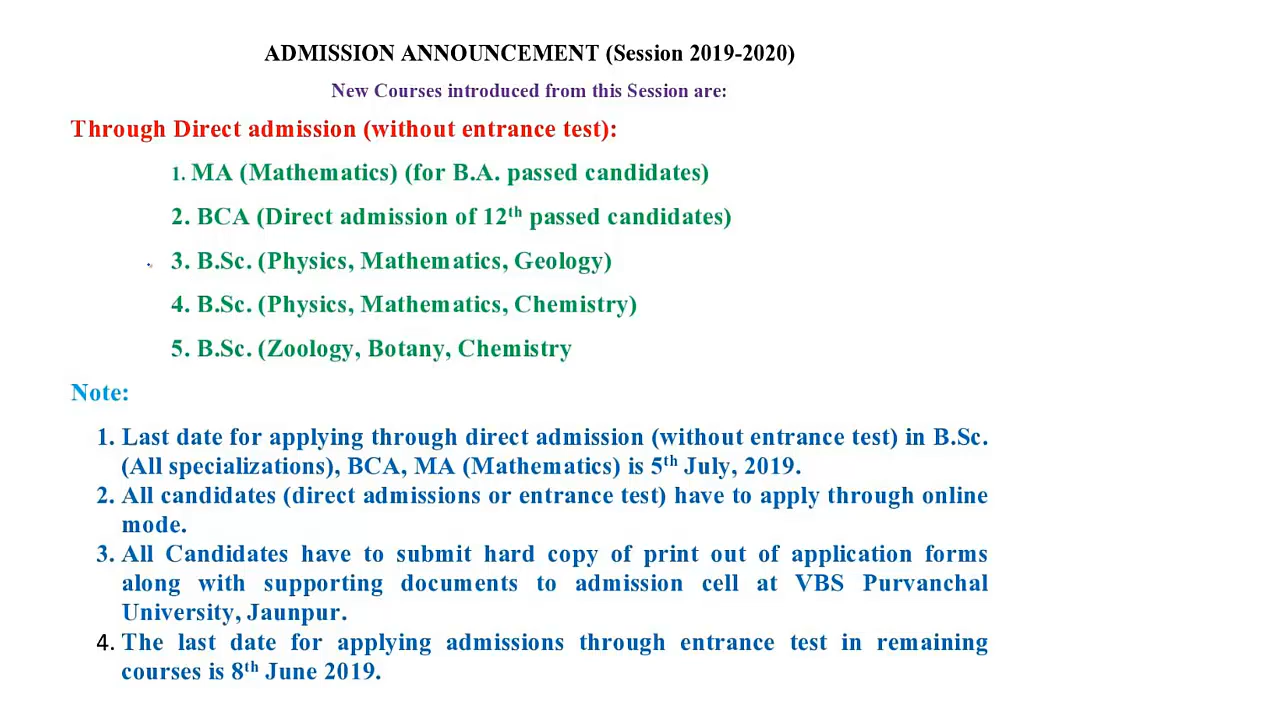 ADMISSION ANNOUNCEMENT (Session 2019-2020)
New Courses introduced from this Session are:
Through Direct admission (without entrance test):
1. MA (Mathematics) (for B.A. passed candidates)
2. BCA (Direct admission of 12th passed candidates)
3. B.Sc. (Physics, Mathematics, Geology)
4. B.Sc. (Physics, Mathematics, Chemistry)
5. B.Sc. (Zoology, Botany, Chemistry
Note:
1. Last date for applying through direct admission (without entrance test) in B.Sc.
(All specializations), BCA, MA (Mathematics) is 5th July, 2019.
2. All candidates (direct admissions or entrance test) have to apply through online
mode.
3. All Candidates have to submit hard copy of print out of application forms
along with supporting documents to admission cell at VBS Purvanchal
University, Jaunpur.
4. The last date for applying admissions through entrance test in remaining
courses is 8th June 2019.